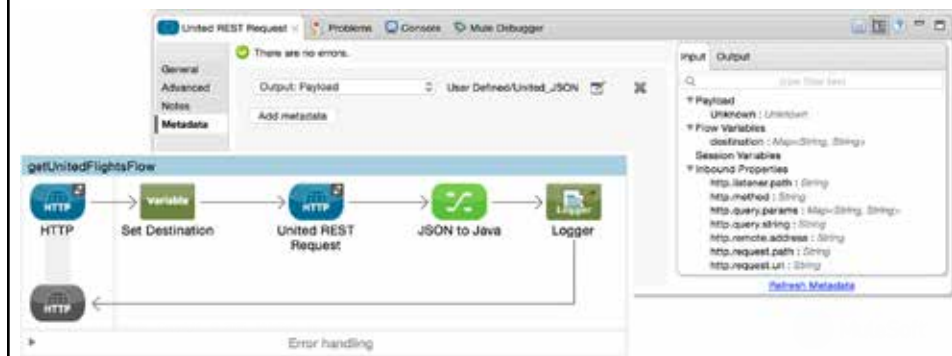 United REST Request
Problems
Console
Mule Debugger
There are no errors.
General
Advanced
Notes
Metadata
Output: Payload
User Defined/United_JSON
Add metadata
Input
Output
type filter text
Payload
Unknown : Unknown
Flow Variables
destination : Map<String, String>
Session Variables
Inbound Properties
http.listener.path : String
http.method : String
http.query.params : Map<String, String>
http.query.string : String
http.remote.address : String
http.request.path : String
http.request.uri : String
Refresh Metadata
getUnitedFlightsFlow
HTTP
Variable
HTTP
Logger
HTTP
Set Destination
United REST
Request
JSON to Java
Logger
HTTP
Error handling